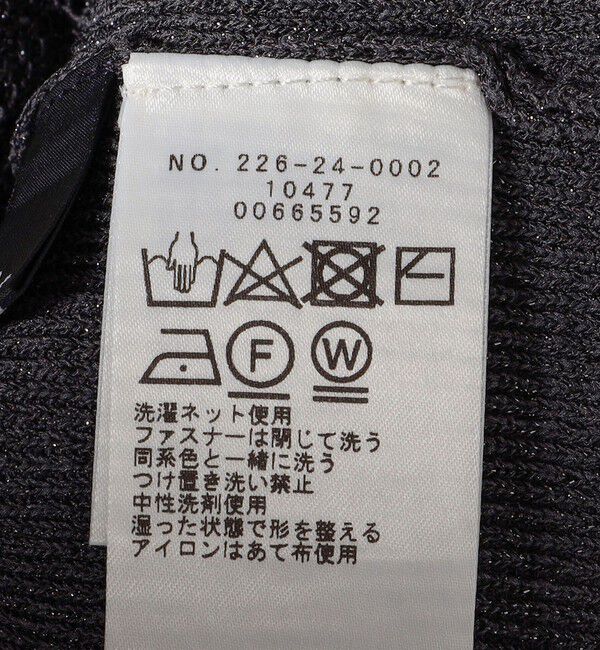 NO. 226-24-0002
10477
00665592
F W
洗濯ネット使用
ファスナーは閉じて洗う
同系色と一緒に洗う
つけ置き洗い禁止
中性洗剤使用
湿った状態で形を整える
アイロンはあて布使用